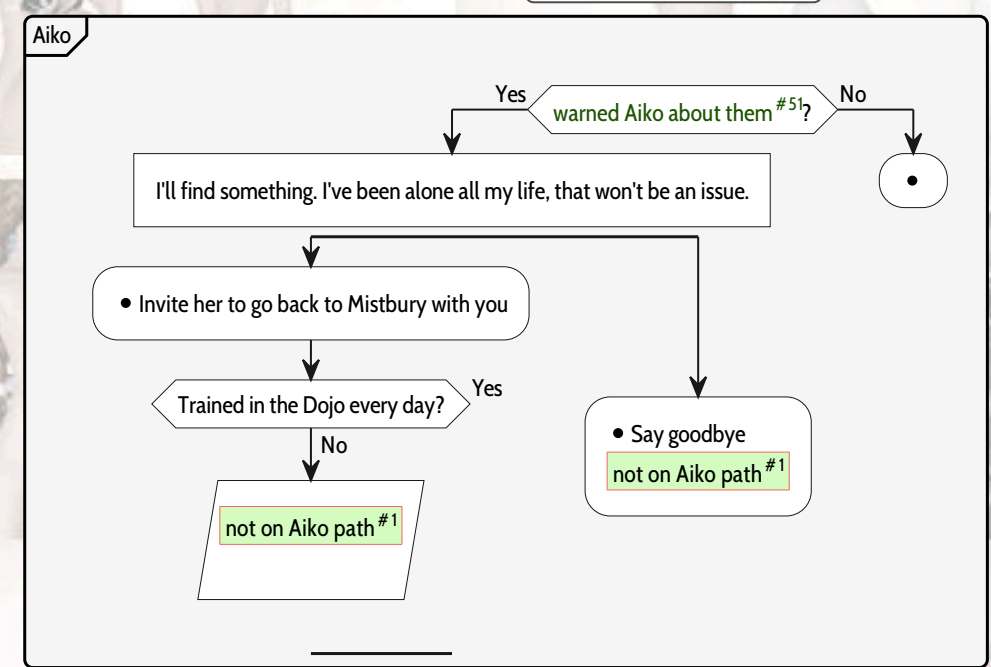 Aiko
Yes
warned Aiko about them #51?
No
I'll find something. I've been alone all my life, that won't be an issue.
• Invite her to go back to Mistbury with you
Trained in the Dojo every day?
Yes
No
• Say goodbye
not on Aiko path #1
not on Aiko path #1